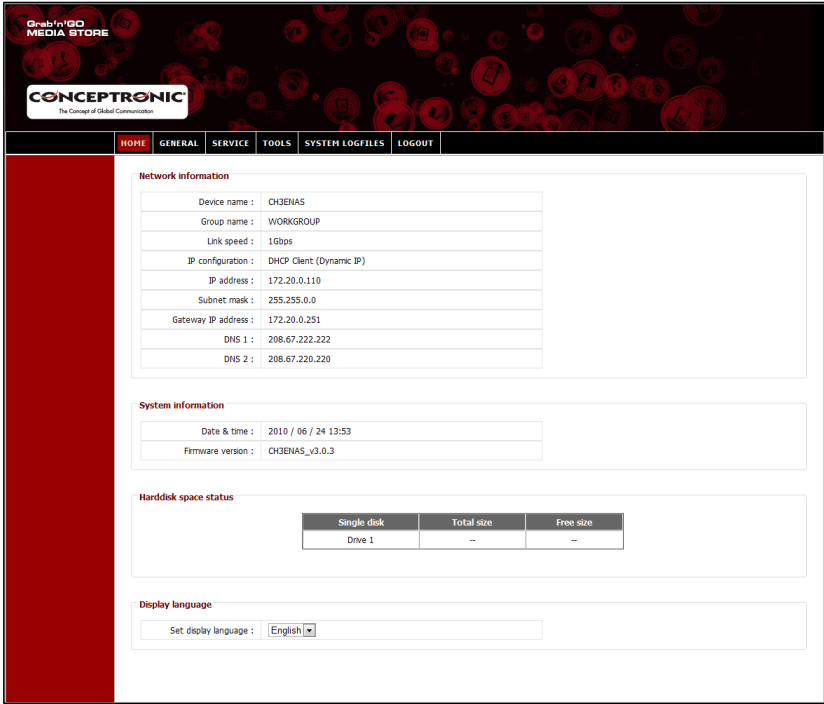 Grab'n'GO
MEDIA STORE
CONCEPTRONIC
The Concept of Global Communication
HOME GENERAL SERVICE TOOLS SYSTEM LOGFILES LOGOUT
Network information
Device name : CH3ENAS
Group name : WORKGROUP
Link speed : 1Gbps
IP configuration : DHCP Client (Dynamic IP)
IP address : 172.20.0.110
Subnet mask : 255.255.0.0
Gateway IP address : 172.20.0.251
DNS 1 : 208.67.222.222
DNS 2 : 208.67.220.220
System information
Date & time : 2010 / 06 / 24 13:53
Firmware version : CH3ENAS_v3.0.3
Harddisk space status
Single disk Total size Free size
Drive 1 -- --
Display language
Set display language : English